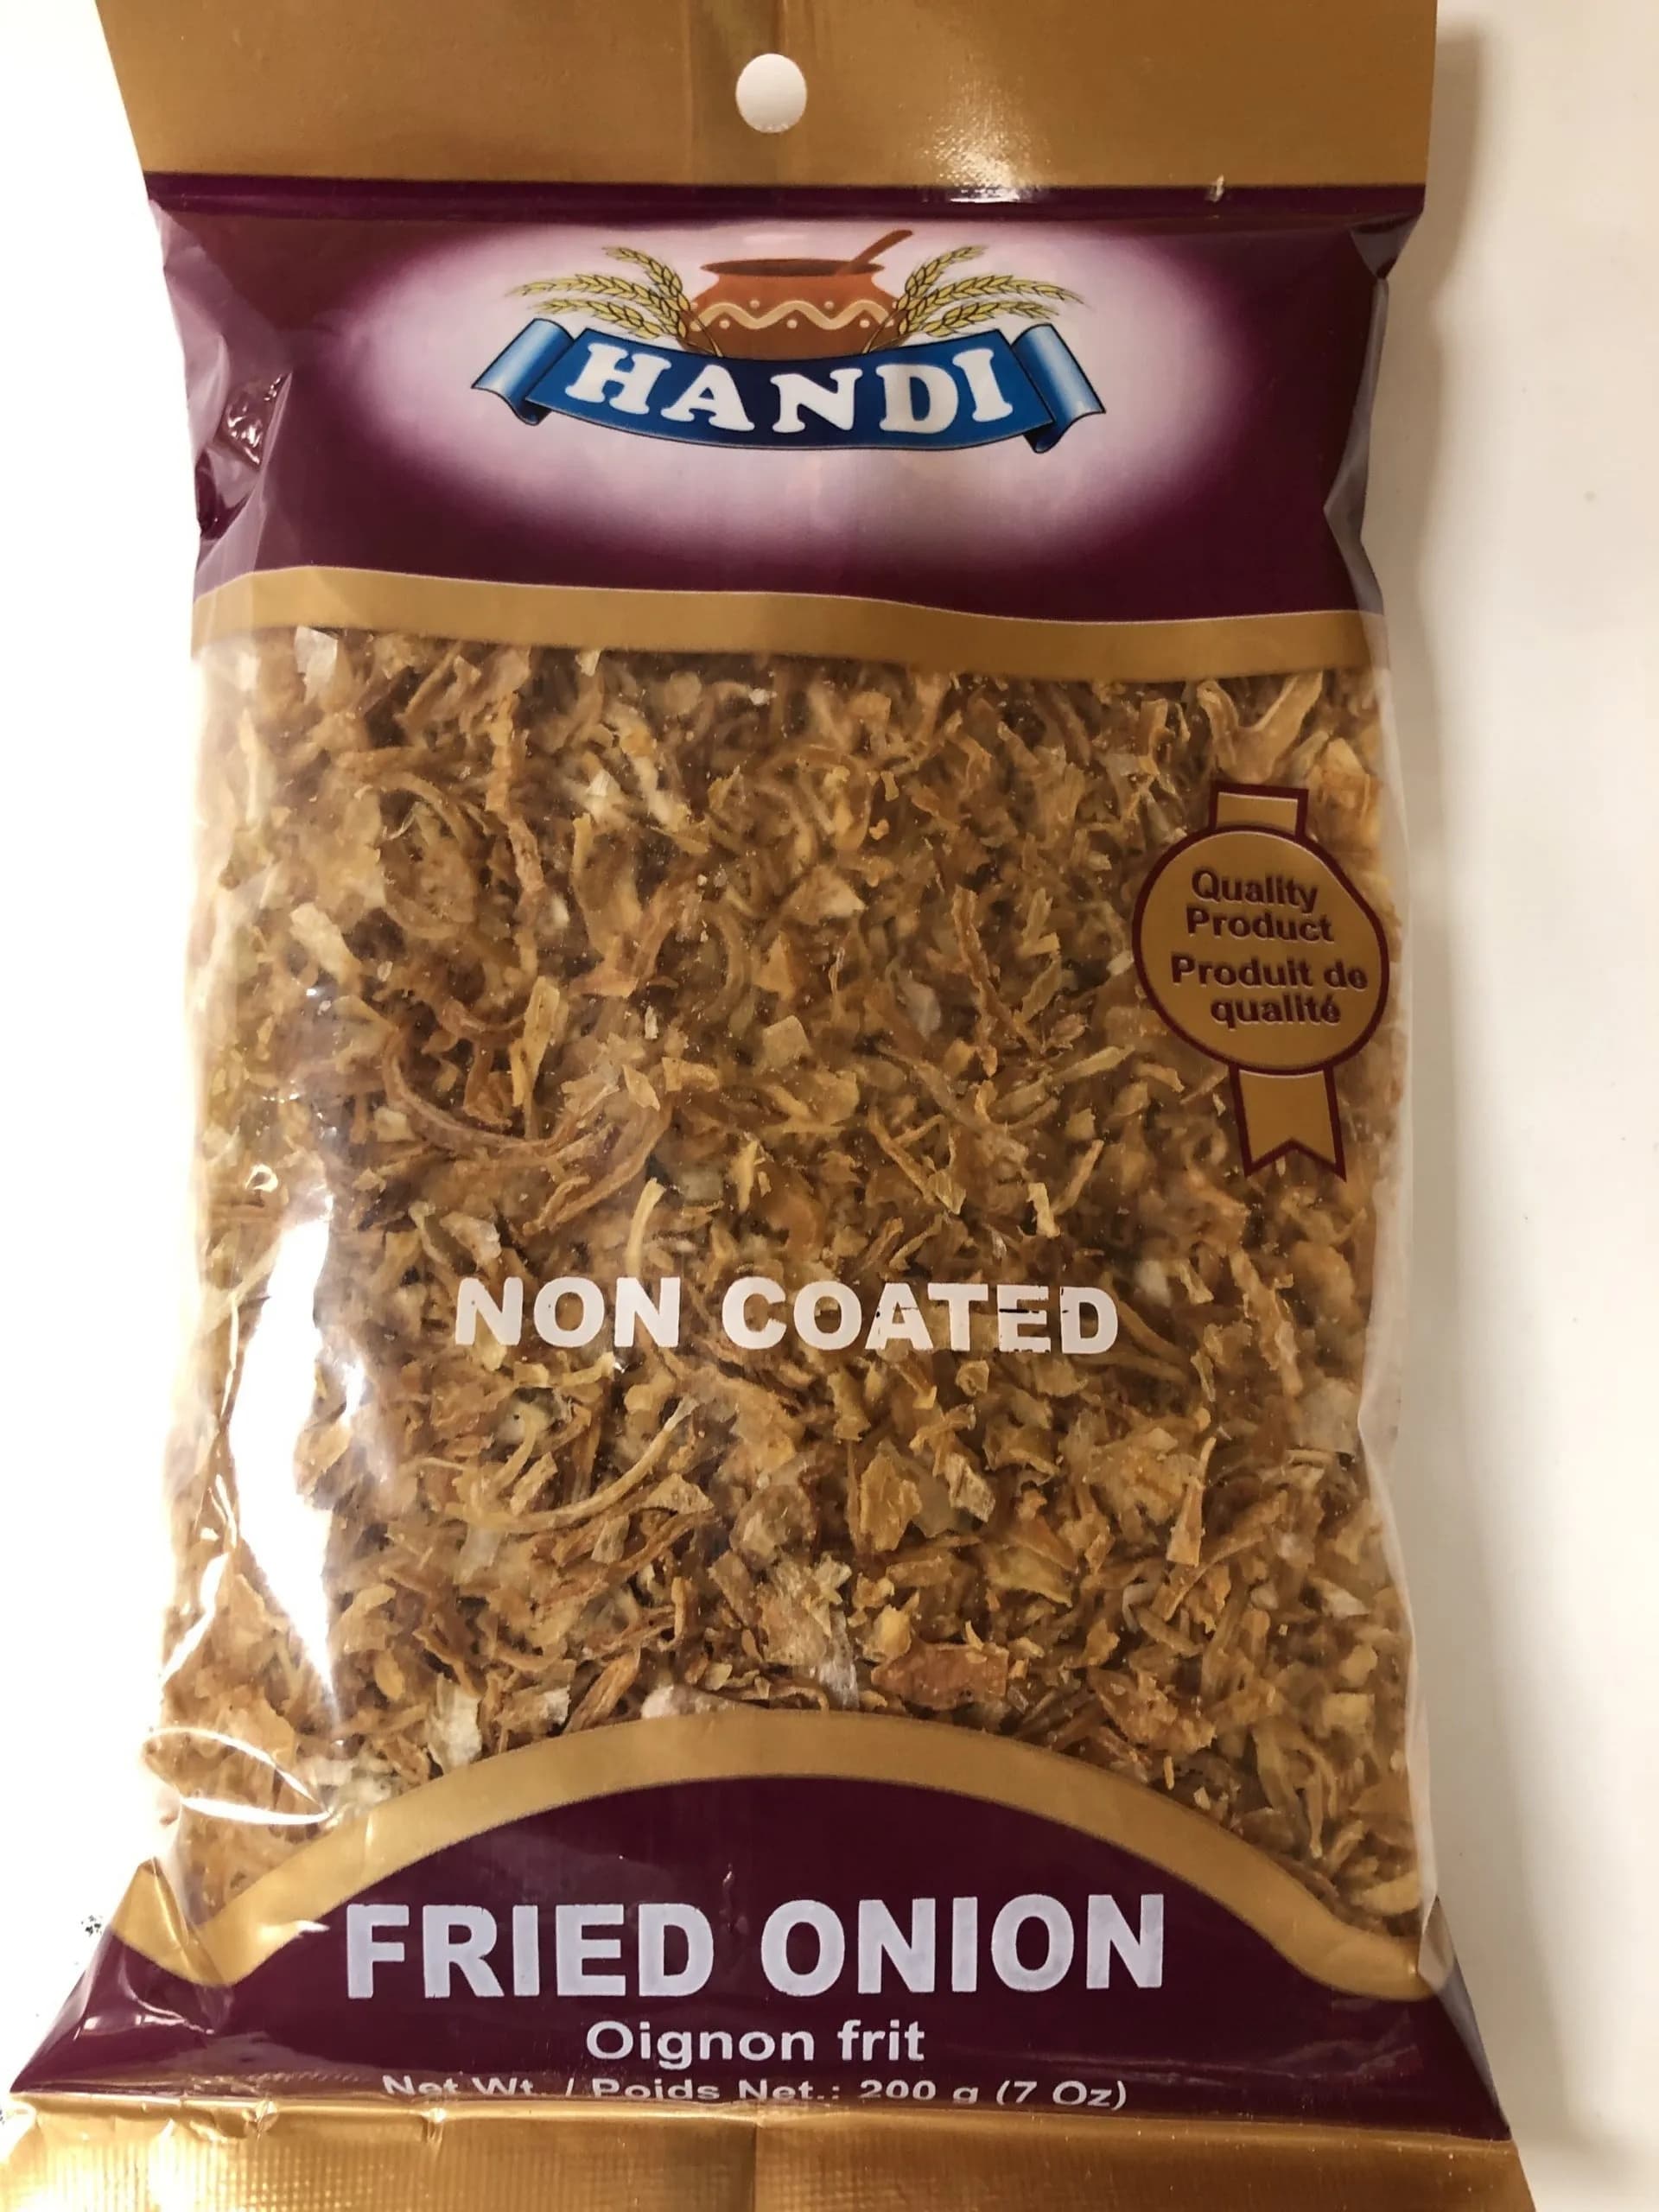 HANDI
Quality
Product
Produit de
qualité
NON COATED
FRIED ONION
Oignon frit
Net Wt. / Poids Net.: 200 g (7 Oz)